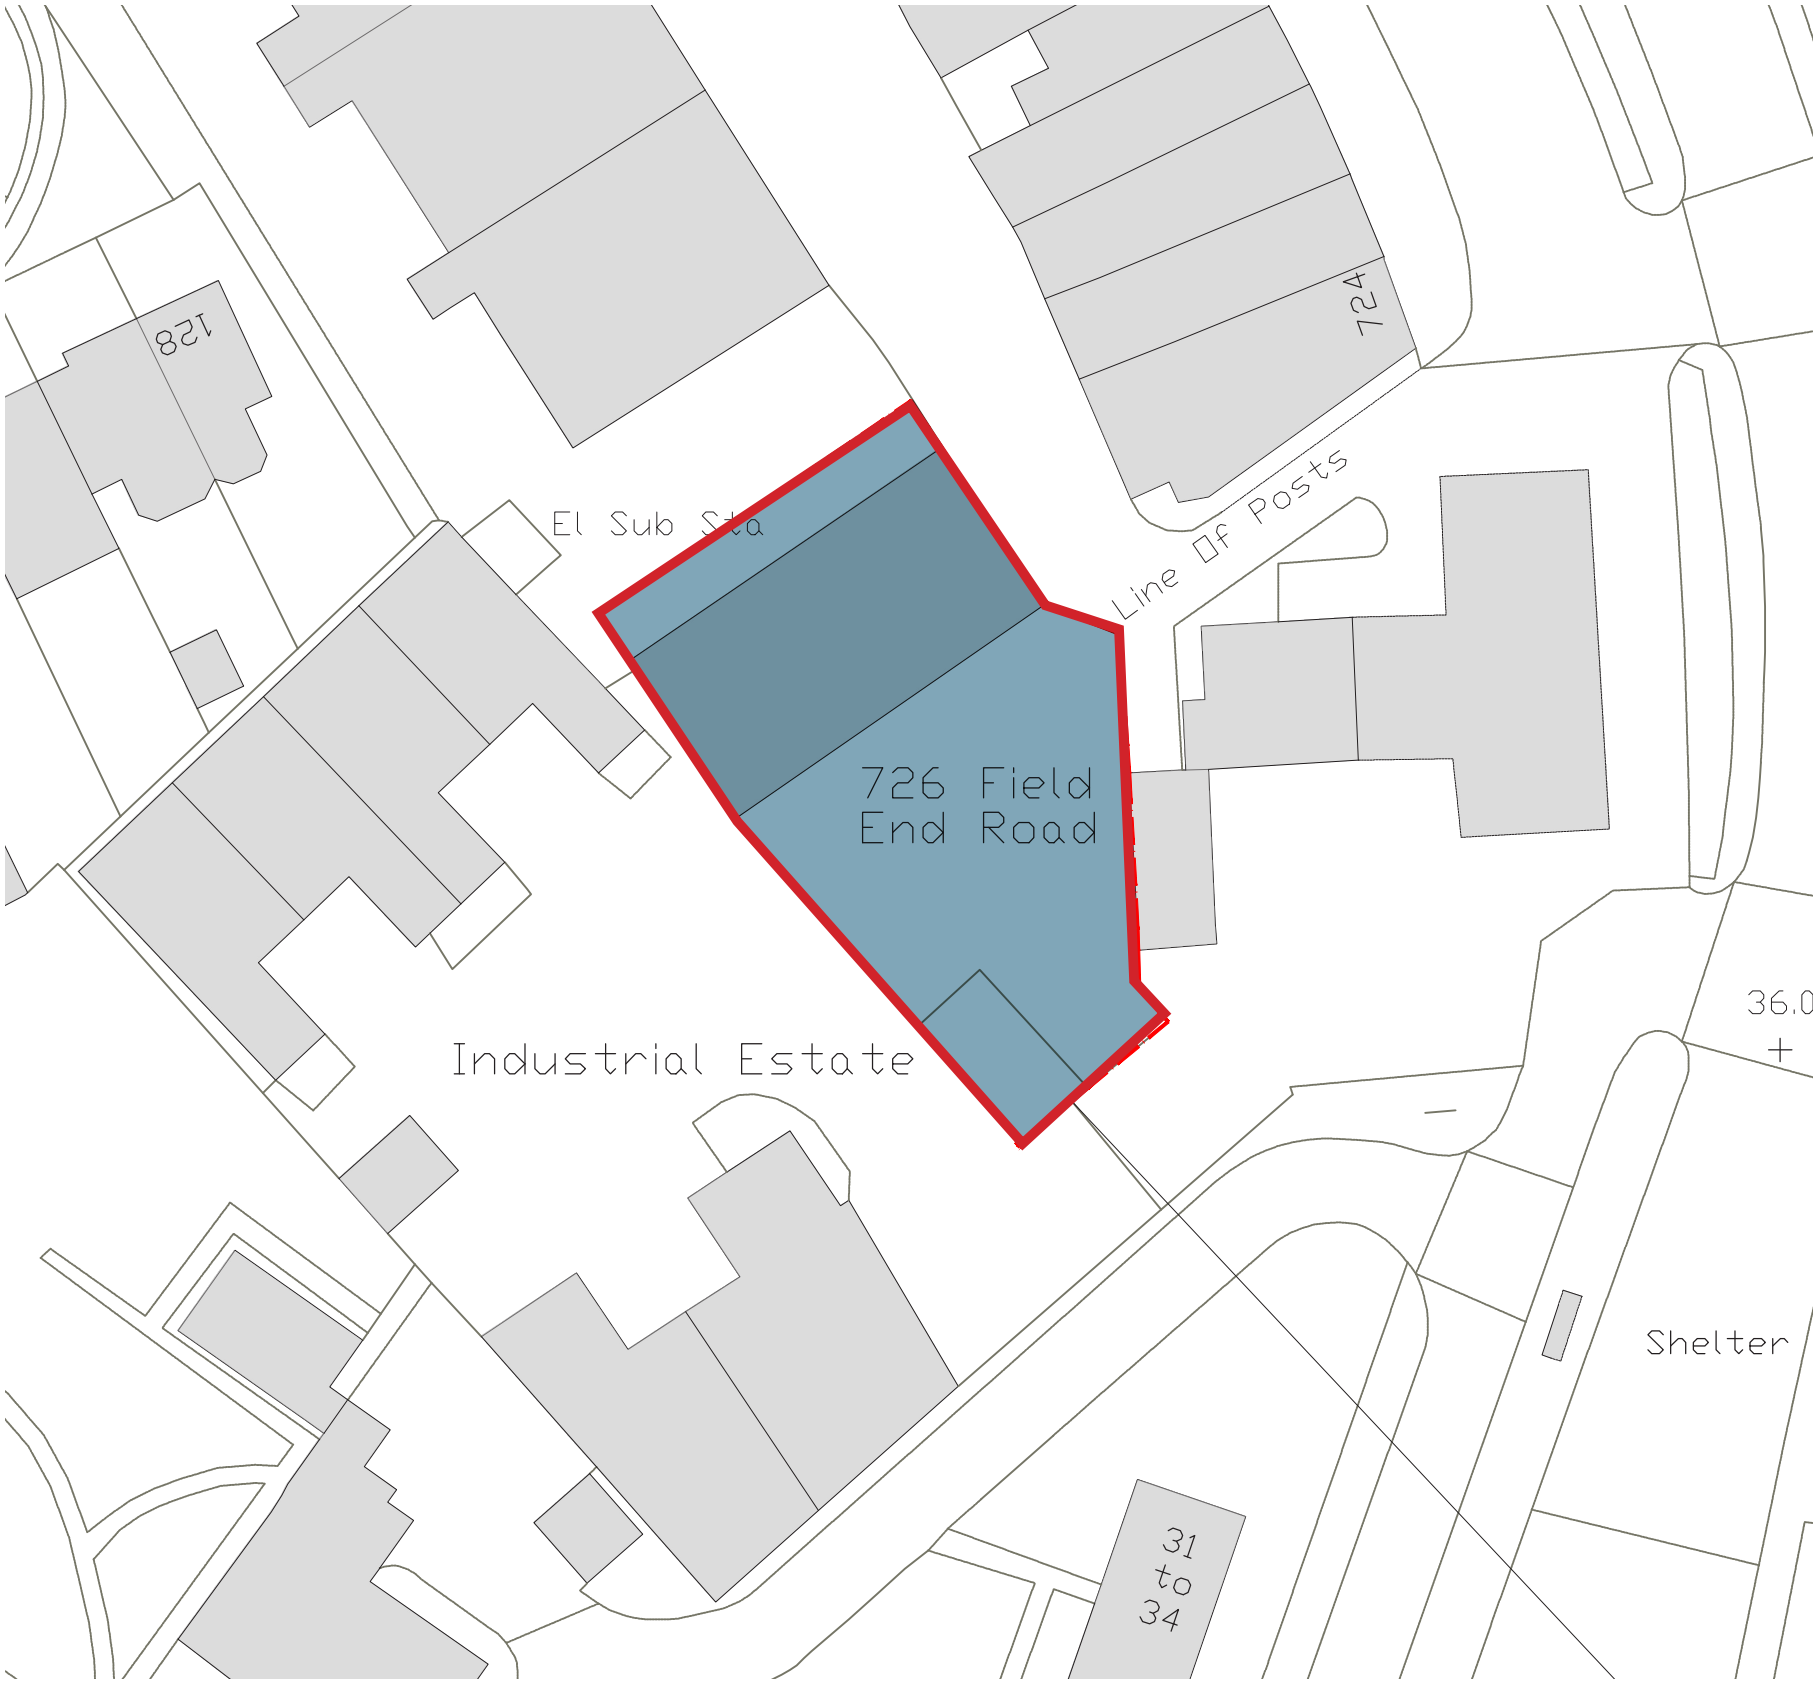 724
128
Line Of Posts
El Sub Sta
726 Field
End Road
36.0
Industrial Estate
Shelter
31
to
34